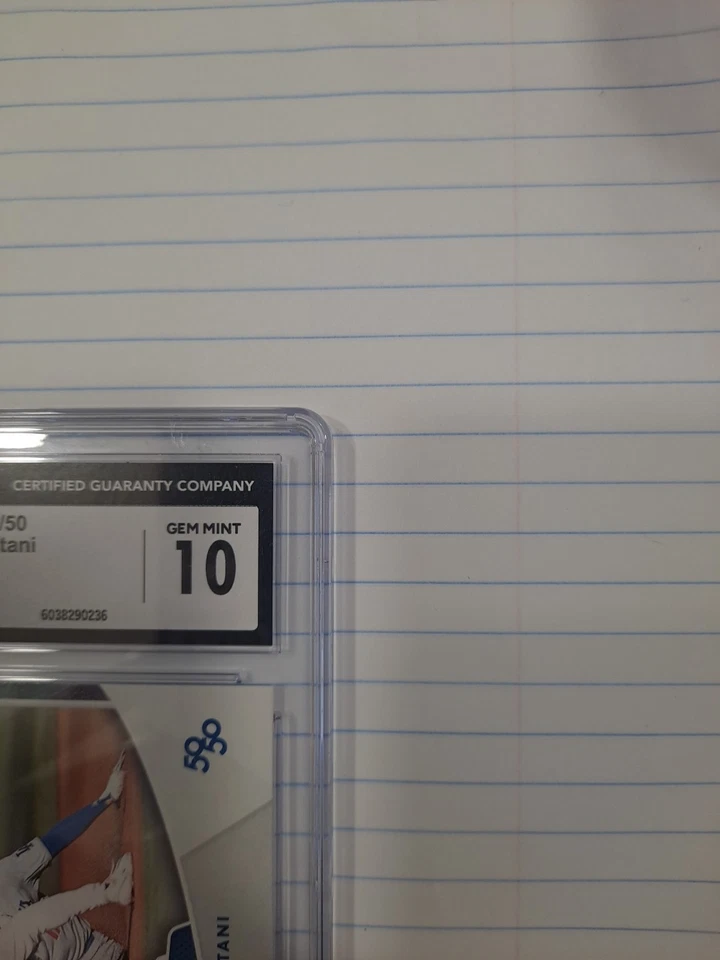 CERTIFIED GUARANTY COMPANY
/50
tani
GEM MINT
10
6038290236
50
50
TANI